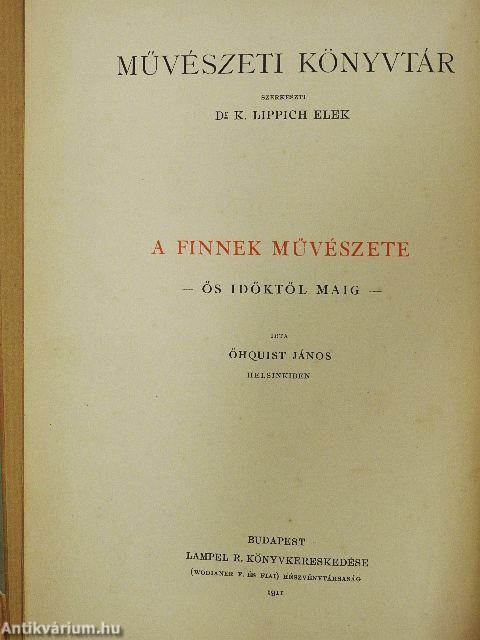 MŰVÉSZETI KÖNYVTÁR
SZERKESZTI
Dr K. LIPPICH ELEK
A FINNEK MŰVÉSZETE
— ŐS IDŐKTŐL MAIG —
IRTA
ÖHQUIST JÁNOS
HELSINKIBEN
BUDAPEST
LAMPEL R. KÖNYVKERESKEDÉSE
(WODIANER F. ÉS FIAI) RÉSZVÉNYTÁRSASÁG
1911
Antikvárium.hu